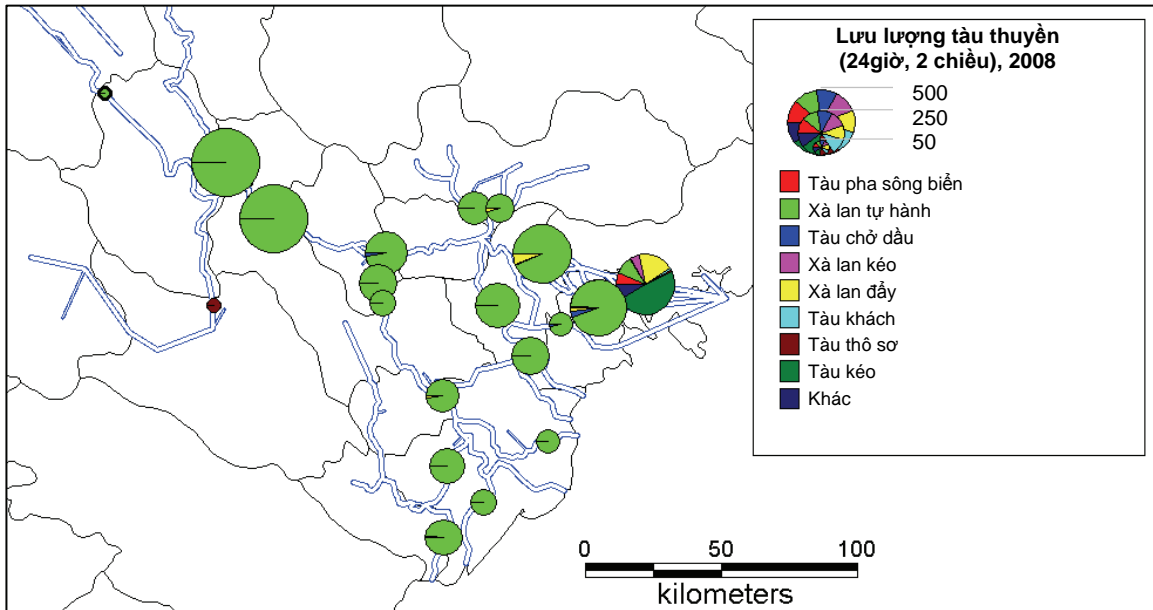 Lưu lượng tàu thuyền
(24giờ, 2 chiều), 2008
500
250
50
Tàu pha sông biển
Xà lan tự hành
Tàu chở dầu
Xà lan kéo
Xà lan đẩy
Tàu khách
Tàu thô sơ
Tàu kéo
Khác
0 50 100
kilometers